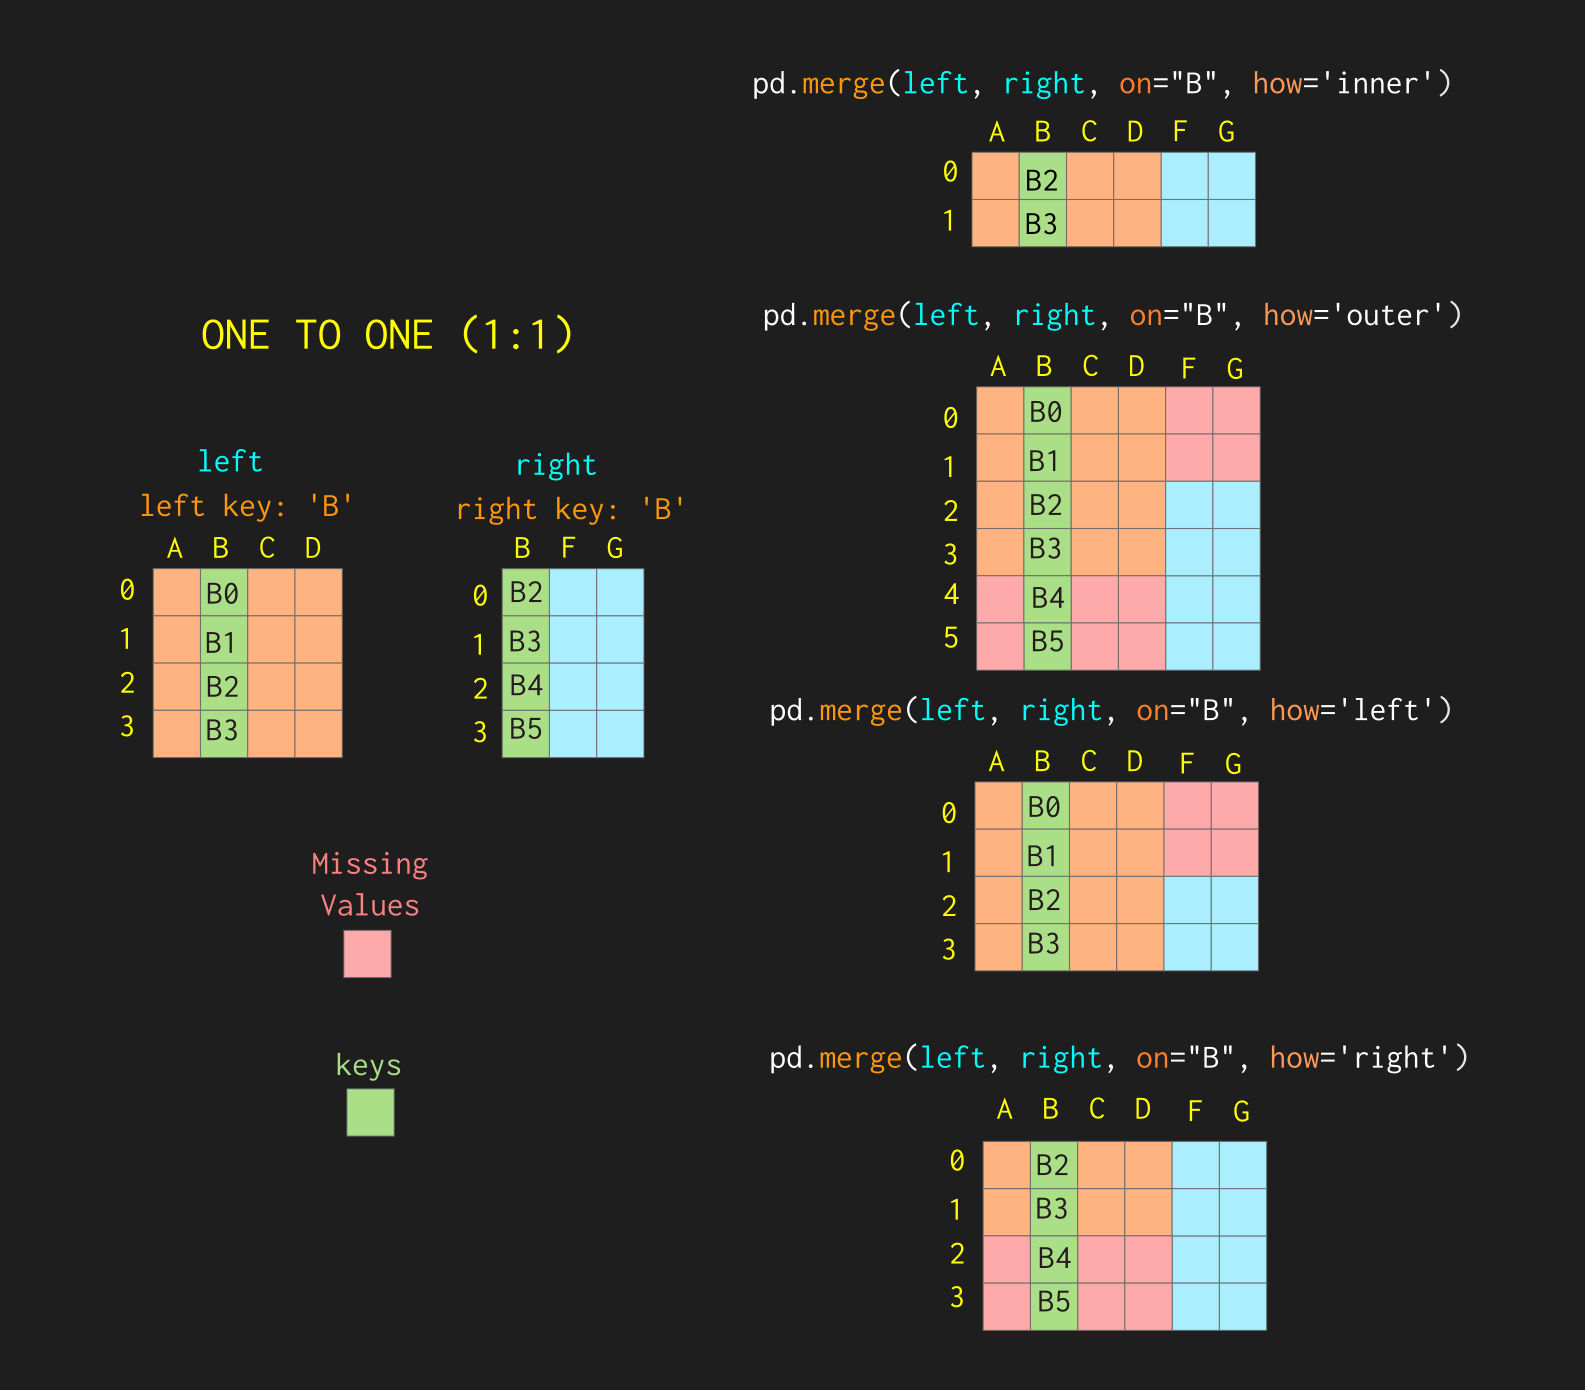 ONE TO ONE (1:1)
left
left key: 'B'
A B C D
0 B0
1 B1
2 B2
3 B3
right
right key: 'B'
B F G
0 B2
1 B3
2 B4
3 B5
Missing
Values
keys
pd.merge(left, right, on="B", how='inner')
A B C D F G
0 B2
1 B3
pd.merge(left, right, on="B", how='outer')
A B C D F G
0 B0
1 B1
2 B2
3 B3
4 B4
5 B5
pd.merge(left, right, on="B", how='left')
A B C D F G
0 B0
1 B1
2 B2
3 B3
pd.merge(left, right, on="B", how='right')
A B C D F G
0 B2
1 B3
2 B4
3 B5